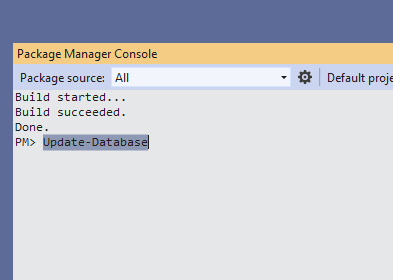 Package Manager Console
Package source: All Default proje
Build started...
Build succeeded.
Done.
PM> Update-Database